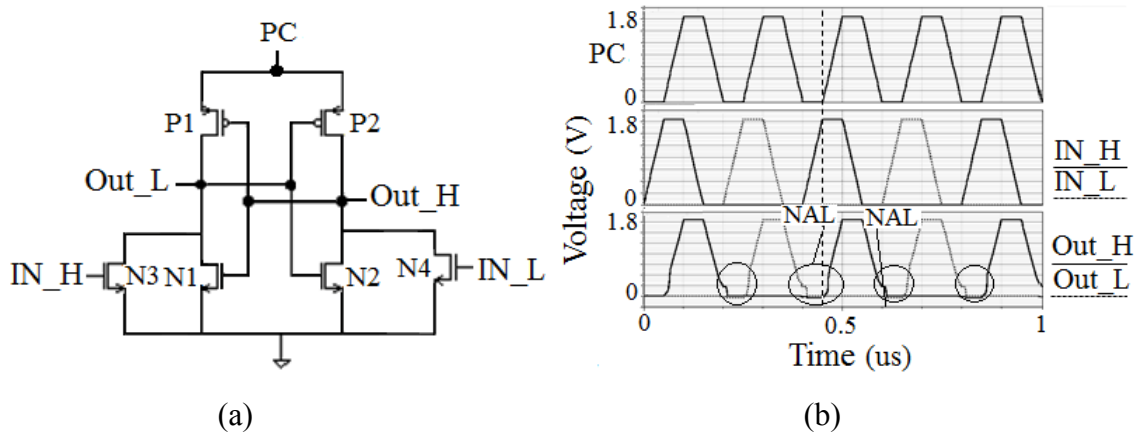 PC
P1
P2
Out_L
Out_H
IN_H
N3
N1
N2
N4
IN_L
(a)
1.8
PC
0
1.8
IN_H
IN_L
0
Voltage (V)
NAL
NAL
1.8
Out_H
Out_L
0
0
0.5
1
Time (us)
(b)